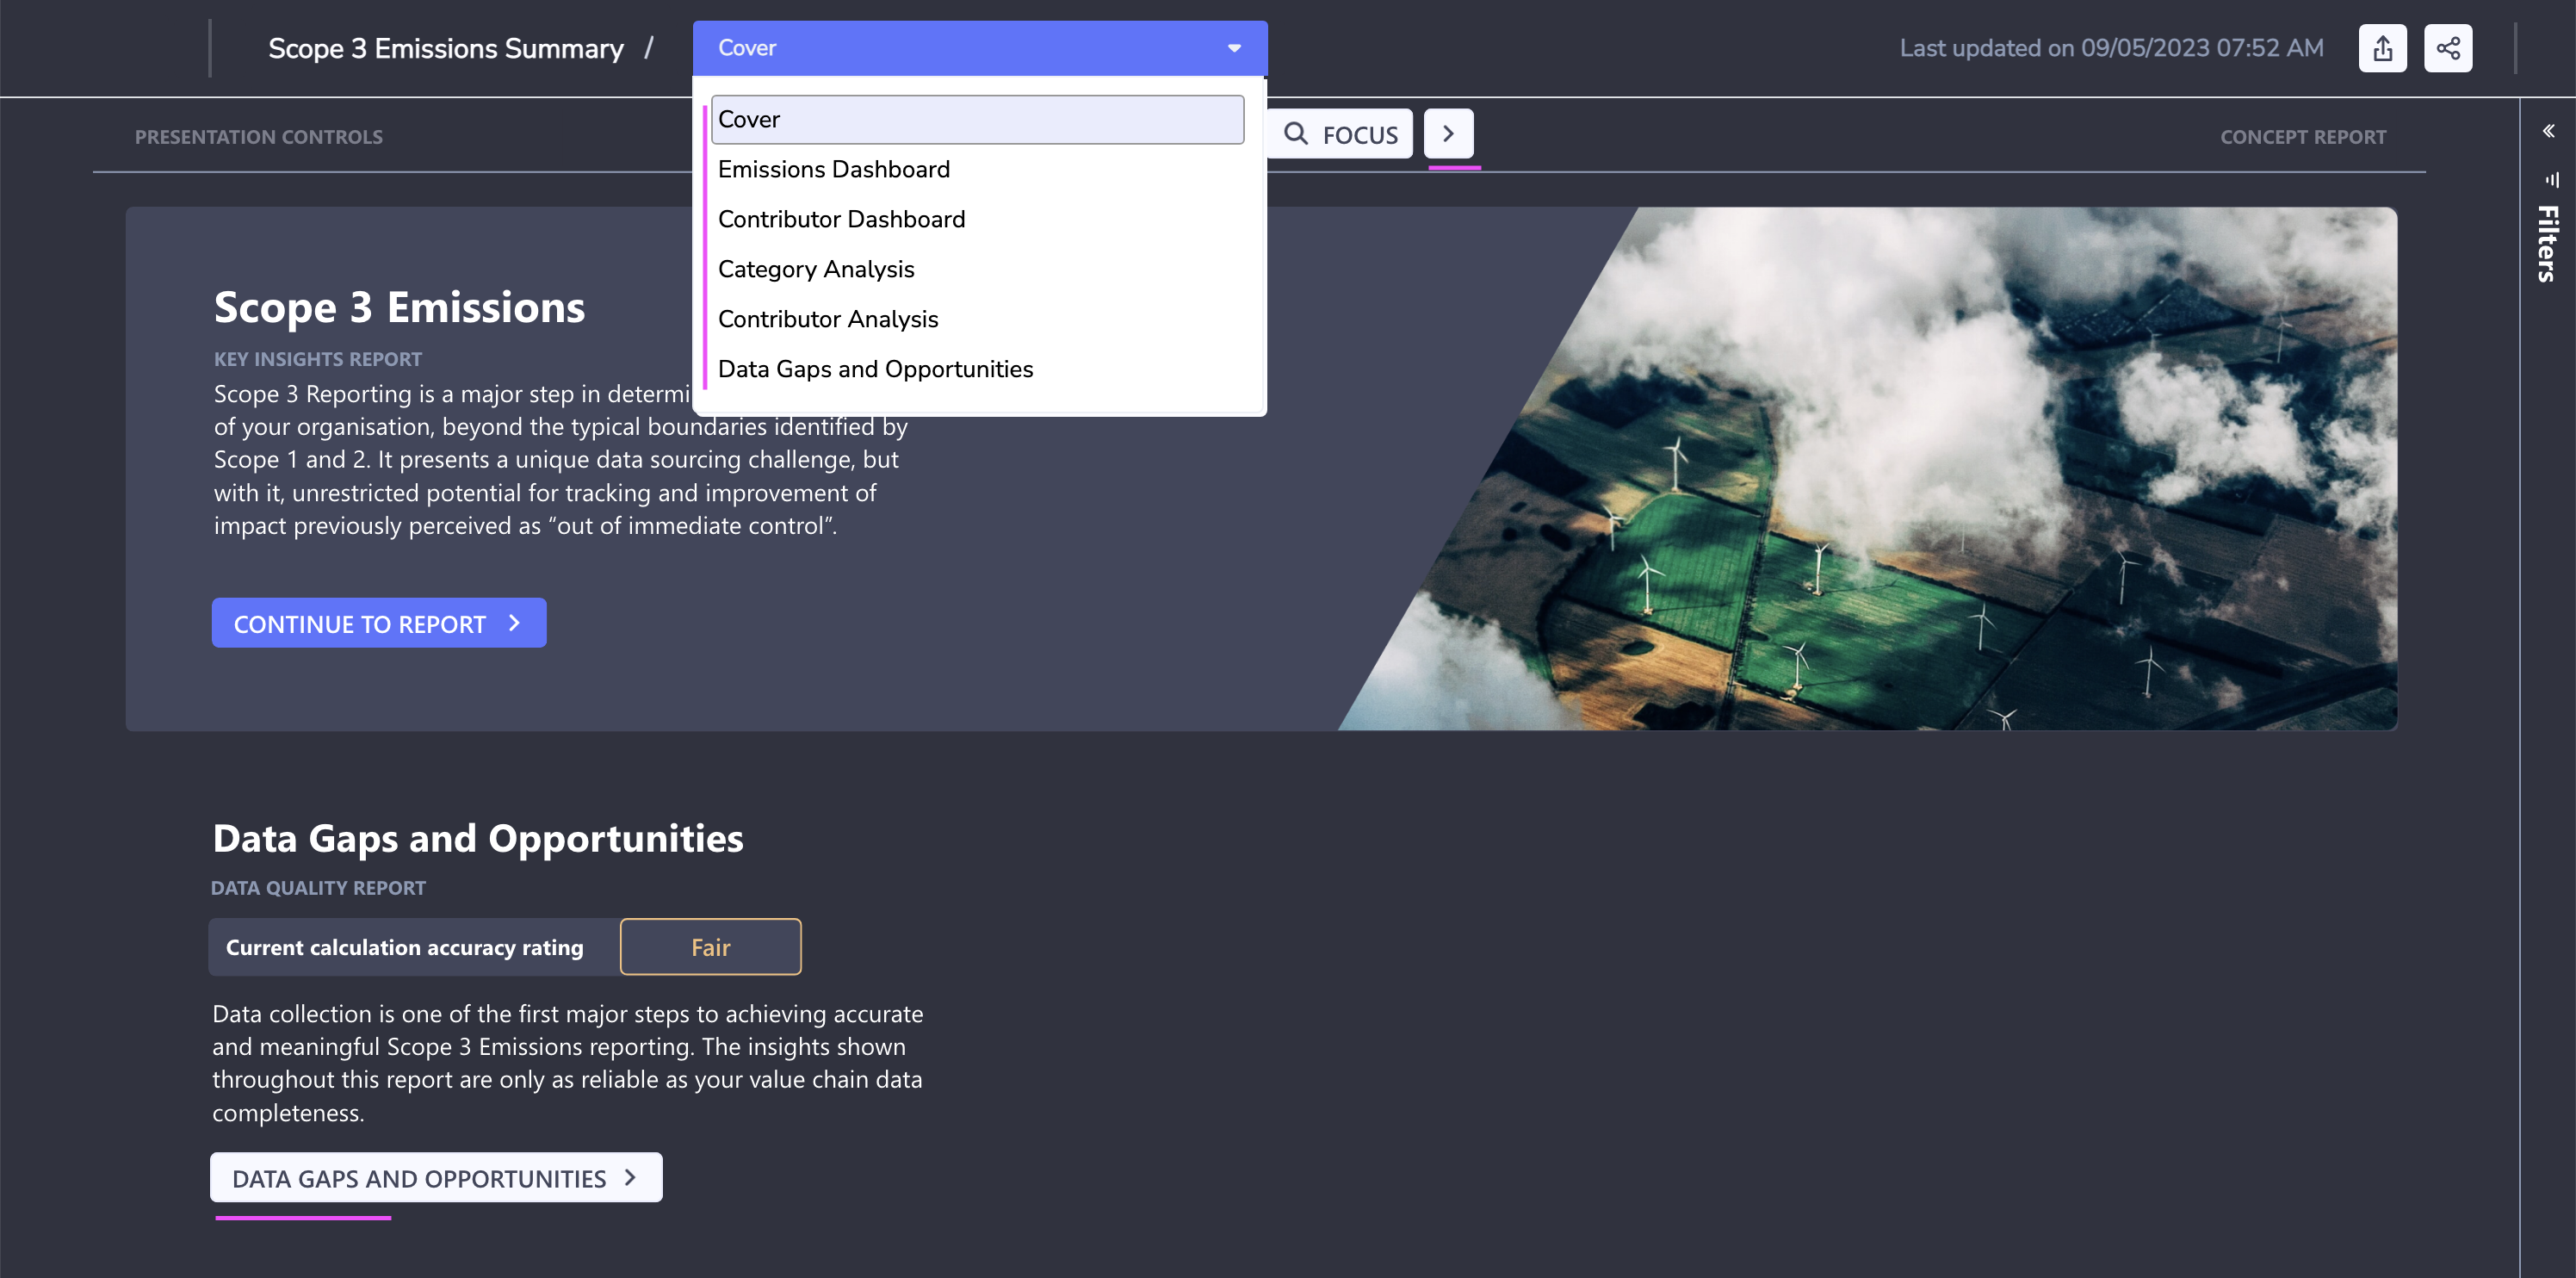 Scope 3 Emissions Summary /
Cover
Last updated on 09/05/2023 07:52 AM
Cover
Emissions Dashboard
Contributor Dashboard
Category Analysis
Contributor Analysis
Data Gaps and Opportunities
PRESENTATION CONTROLS
FOCUS
CONCEPT REPORT
Filters
Scope 3 Emissions
KEY INSIGHTS REPORT
Scope 3 Reporting is a major step in
of your organisation, beyond the typical boundaries identified by
Scope 1 and 2. It presents a unique data sourcing challenge, but
with it, unrestricted potential for tracking and improvement of
impact previously perceived as “out of immediate control”.
CONTINUE TO REPORT
Data Gaps and Opportunities
DATA QUALITY REPORT
Current calculation accuracy rating
Fair
Data collection is one of the first major steps to achieving accurate
and meaningful Scope 3 Emissions reporting. The insights shown
throughout this report are only as reliable as your value chain data
completeness.
DATA GAPS AND OPPORTUNITIES